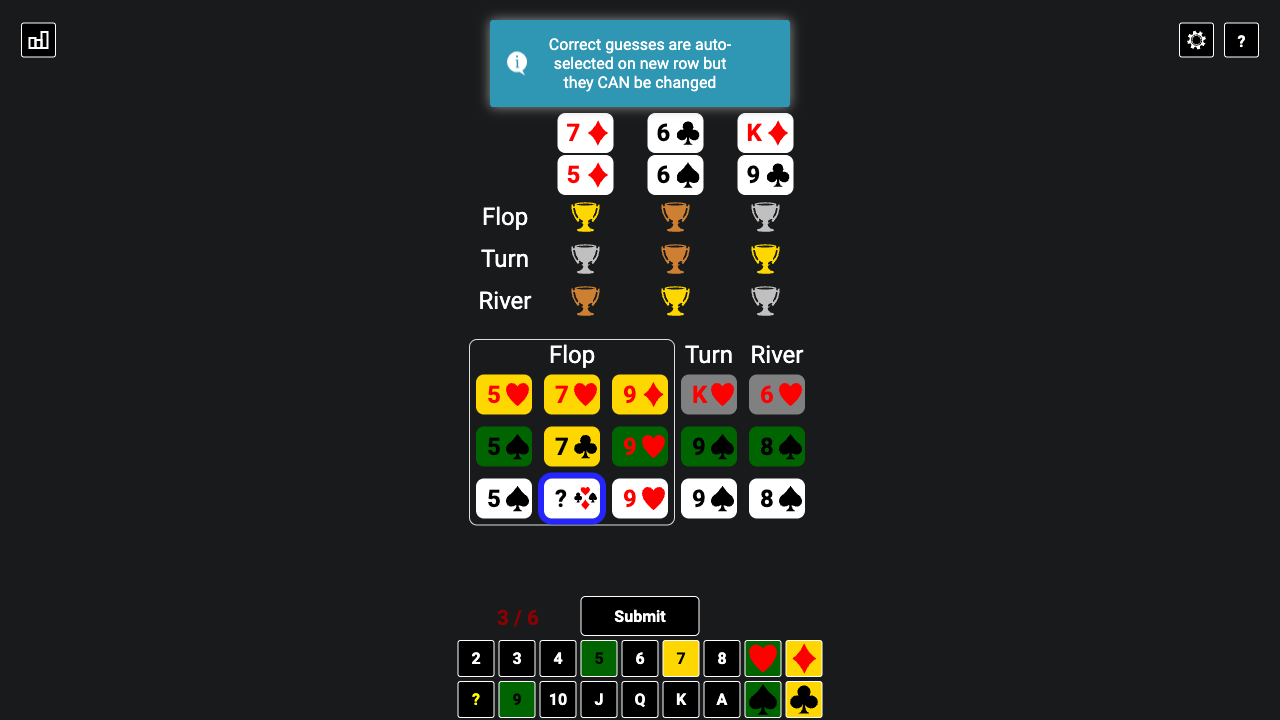 Correct guesses are auto-
selected on new row but
they CAN be changed
?
7 6 K
5 6 9
Flop
Turn
River
Flop Turn River
5 7 9 K 6
5 7 9 9 8
5 ? 9 9 8
3 / 6 Submit
2 3 4 5 6 7 8
? 9 10 J Q K A